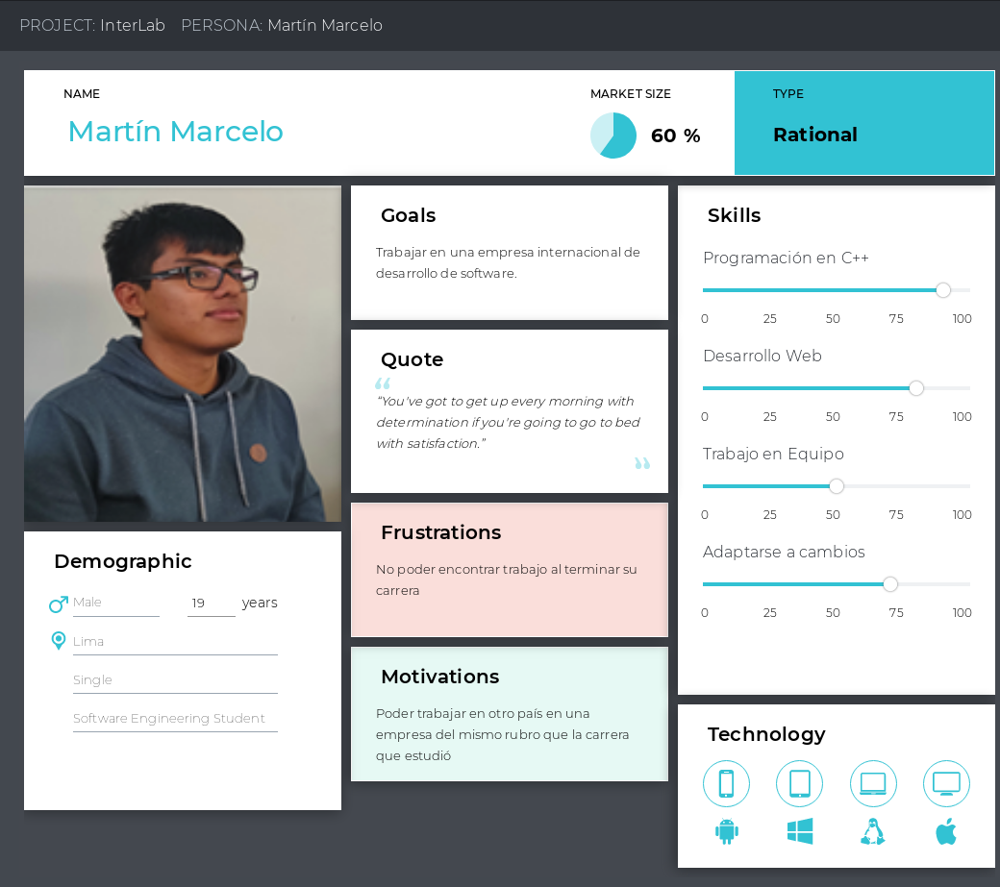 PROJECT: InterLab PERSONA: Martín Marcelo
NAME
Martín Marcelo
MARKET SIZE
60 %
TYPE
Rational
Demographic
Male 19 years
Lima
Single
Software Engineering Student
Goals
Trabajar en una empresa internacional de
desarrollo de software.
Quote
“
“You've got to get up every morning with
determination if you're going to go to bed
with satisfaction.”
”
Frustrations
No poder encontrar trabajo al terminar su
carrera
Motivations
Poder trabajar en otro país en una
empresa del mismo rubro que la carrera
que estudió
Skills
Programación en C++
0 25 50 75 100
Desarrollo Web
0 25 50 75 100
Trabajo en Equipo
0 25 50 75 100
Adaptarse a cambios
0 25 50 75 100
Technology